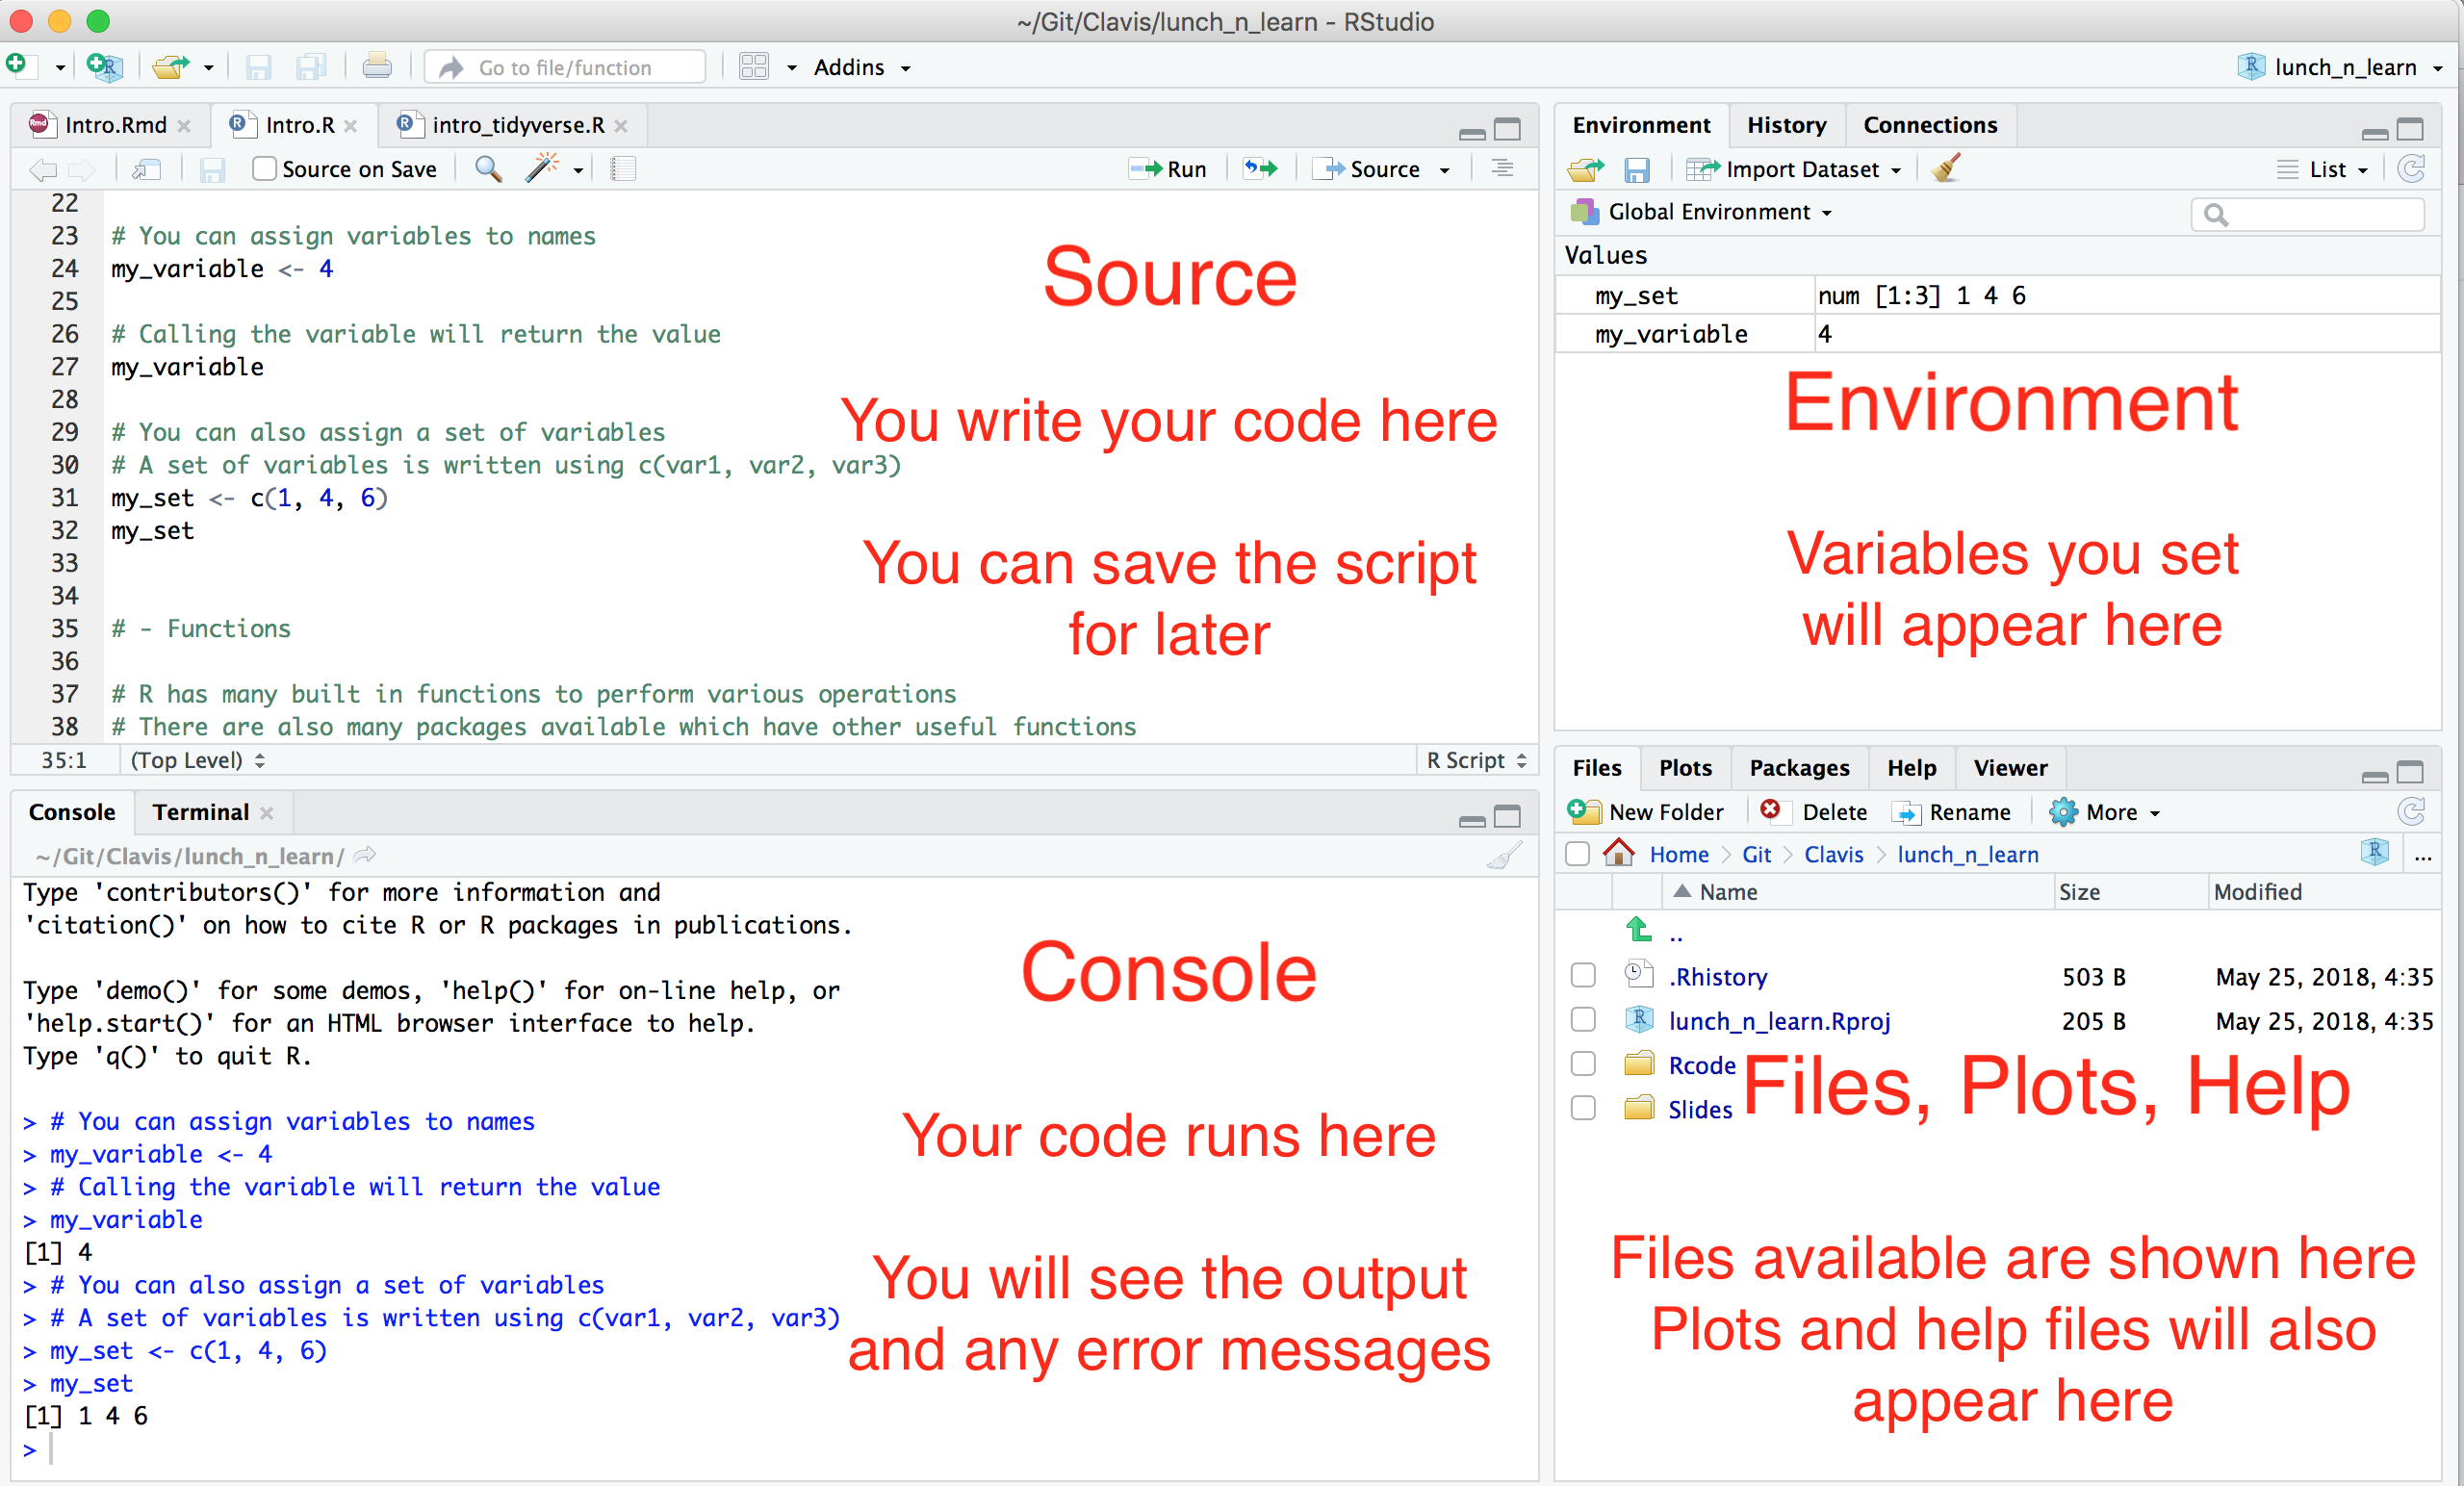 ~/Git/Clavis/lunch_n_learn - RStudio
Go to file/function
Addins
lunch_n_learn
Intro.Rmd
Intro.R
intro_tidyverse.R
Source on Save
Run
Source
22
23 # You can assign variables to names
24 my_variable <- 4
25
26 # Calling the variable will return the value
27 my_variable
28
29 # You can also assign a set of variables
30 # A set of variables is written using c(var1, var2, var3)
31 my_set <- c(1, 4, 6)
32 my_set
33
34
35 # - Functions
36
37 # R has many built in functions to perform various operations
38 # There are also many packages available which have other useful functions
Source
You write your code here
You can save the script
for later
35:1 (Top Level) R Script
Console Terminal
~/Git/Clavis/lunch_n_learn/
Type 'contributors()' for more information and
'citation()' on how to cite R or R packages in publications.
Type 'demo()' for some demos, 'help()' for on-line help, or
'help.start()' for an HTML browser interface to help.
Type 'q()' to quit R.
> # You can assign variables to names
> my_variable <- 4
> # Calling the variable will return the value
> my_variable
[1] 4
> # You can also assign a set of variables
> # A set of variables is written using c(var1, var2, var3)
> my_set <- c(1, 4, 6)
> my_set
[1] 1 4 6
>
Console
Your code runs here
You will see the output
and any error messages
Environment History Connections
Import Dataset
List
Global Environment
Values
my_set num [1:3] 1 4 6
my_variable 4
Environment
Variables you set
will appear here
Files Plots Packages Help Viewer
New Folder Delete Rename More
Home Git Clavis lunch_n_learn ...
Name Size Modified
..
.Rhistory 503 B May 25, 2018, 4:35
lunch_n_learn.Rproj 205 B May 25, 2018, 4:35
Rcode
Slides
Files, Plots, Help
Files available are shown here
Plots and help files will also
appear here